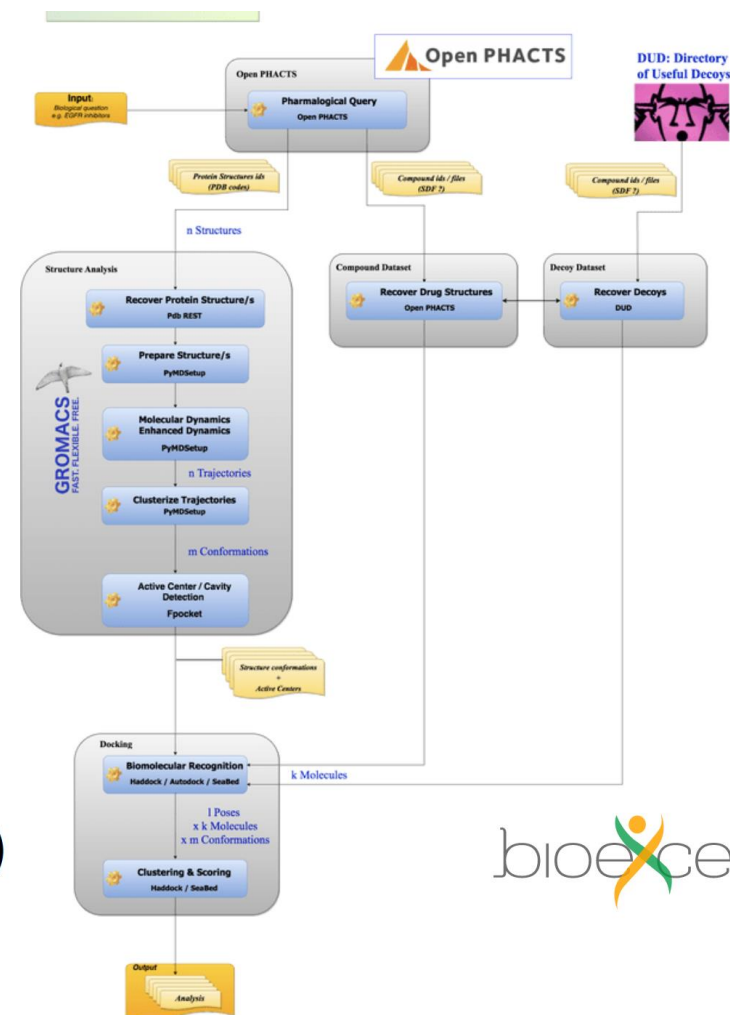 Open PHACTS
DUD: Directory
of Useful Decoys
Open PHACTS
Input:
Biological question
e.g. EGFR inhibitors
Pharmalogical Query
Open PHACTS
Protein Structures ids
(PDB codes)
Compound ids / files
(SDF ?)
Compound ids / files
(SDF ?)
n Structures
Structure Analysis
Recover Protein Structure/s
Pdb REST
Prepare Structure/s
PyMDSetup
Molecular Dynamics
Enhanced Dynamics
PyMDSetup
n Trajectories
Clusterize Trajectories
PyMDSetup
m Conformations
Active Center / Cavity
Detection
Fpocket
GROMACS
FAST. FLEXIBLE. FREE.
Compound Dataset
Recover Drug Structures
Open PHACTS
Decoy Dataset
Recover Decoys
DUD
Structure conformations
+
Active Centers
Docking
Biomolecular Recognition
Haddock / Autodock / SeaBed
k Molecules
l Poses
x k Molecules
x m Conformations
Clustering & Scoring
Haddock / SeaBed
bioexce
Output
Analysis